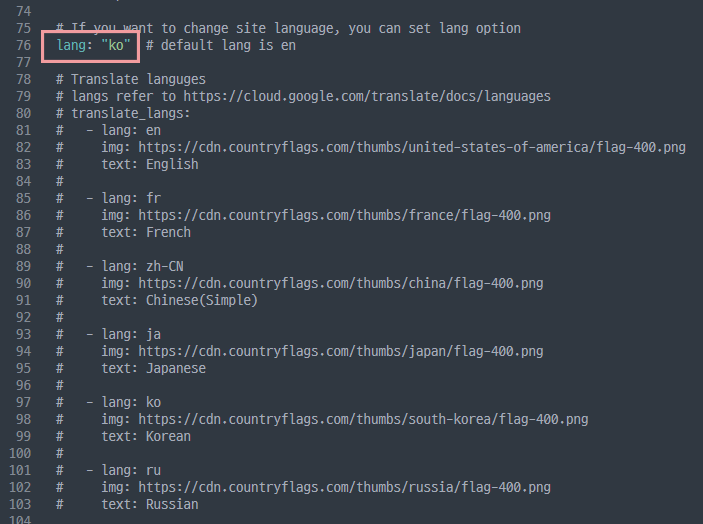 74
75 # If you want to change site language, you can set lang option
76 lang: "ko" # default lang is en
77
78 # Translate languges
79 # langs refer to https://cloud.google.com/translate/docs/languages
80 # translate_langs:
81 #   - lang: en
82 #     img: https://cdn.countryflags.com/thumbs/united-states-of-america/flag-400.png
83 #     text: English
84 #
85 #   - lang: fr
86 #     img: https://cdn.countryflags.com/thumbs/france/flag-400.png
87 #     text: French
88 #
89 #   - lang: zh-CN
90 #     img: https://cdn.countryflags.com/thumbs/china/flag-400.png
91 #     text: Chinese(Simple)
92 #
93 #   - lang: ja
94 #     img: https://cdn.countryflags.com/thumbs/japan/flag-400.png
95 #     text: Japanese
96 #
97 #   - lang: ko
98 #     img: https://cdn.countryflags.com/thumbs/south-korea/flag-400.png
99 #     text: Korean
100 #
101 #   - lang: ru
102 #     img: https://cdn.countryflags.com/thumbs/russia/flag-400.png
103 #     text: Russian
104